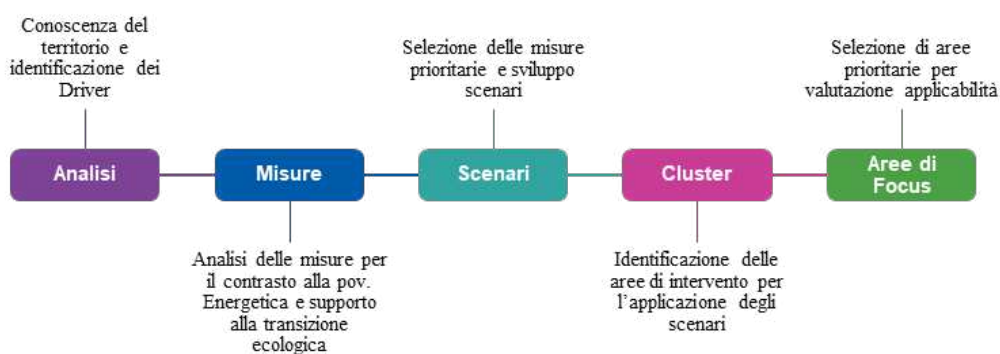 Conoscenza del
territorio e
identificazione dei
Driver
Selezione delle misure
prioritarie e sviluppo
scenari
Selezione di aree
prioritarie per
valutazione applicabilità
Analisi
Misure
Scenari
Cluster
Aree di
Focus
Analisi delle misure per
il contrasto alla pov.
Energetica e supporto
alla transizione
ecologica
Identificazione delle
aree di intervento per
l'applicazione degli
scenari